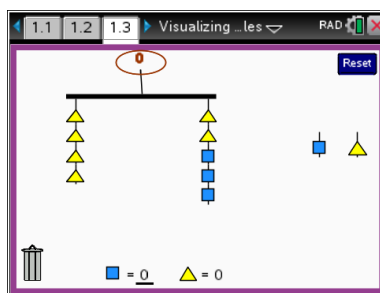 1.1 1.2 1.3 Visualizing ...les RAD
0
Reset
= 0 = 0